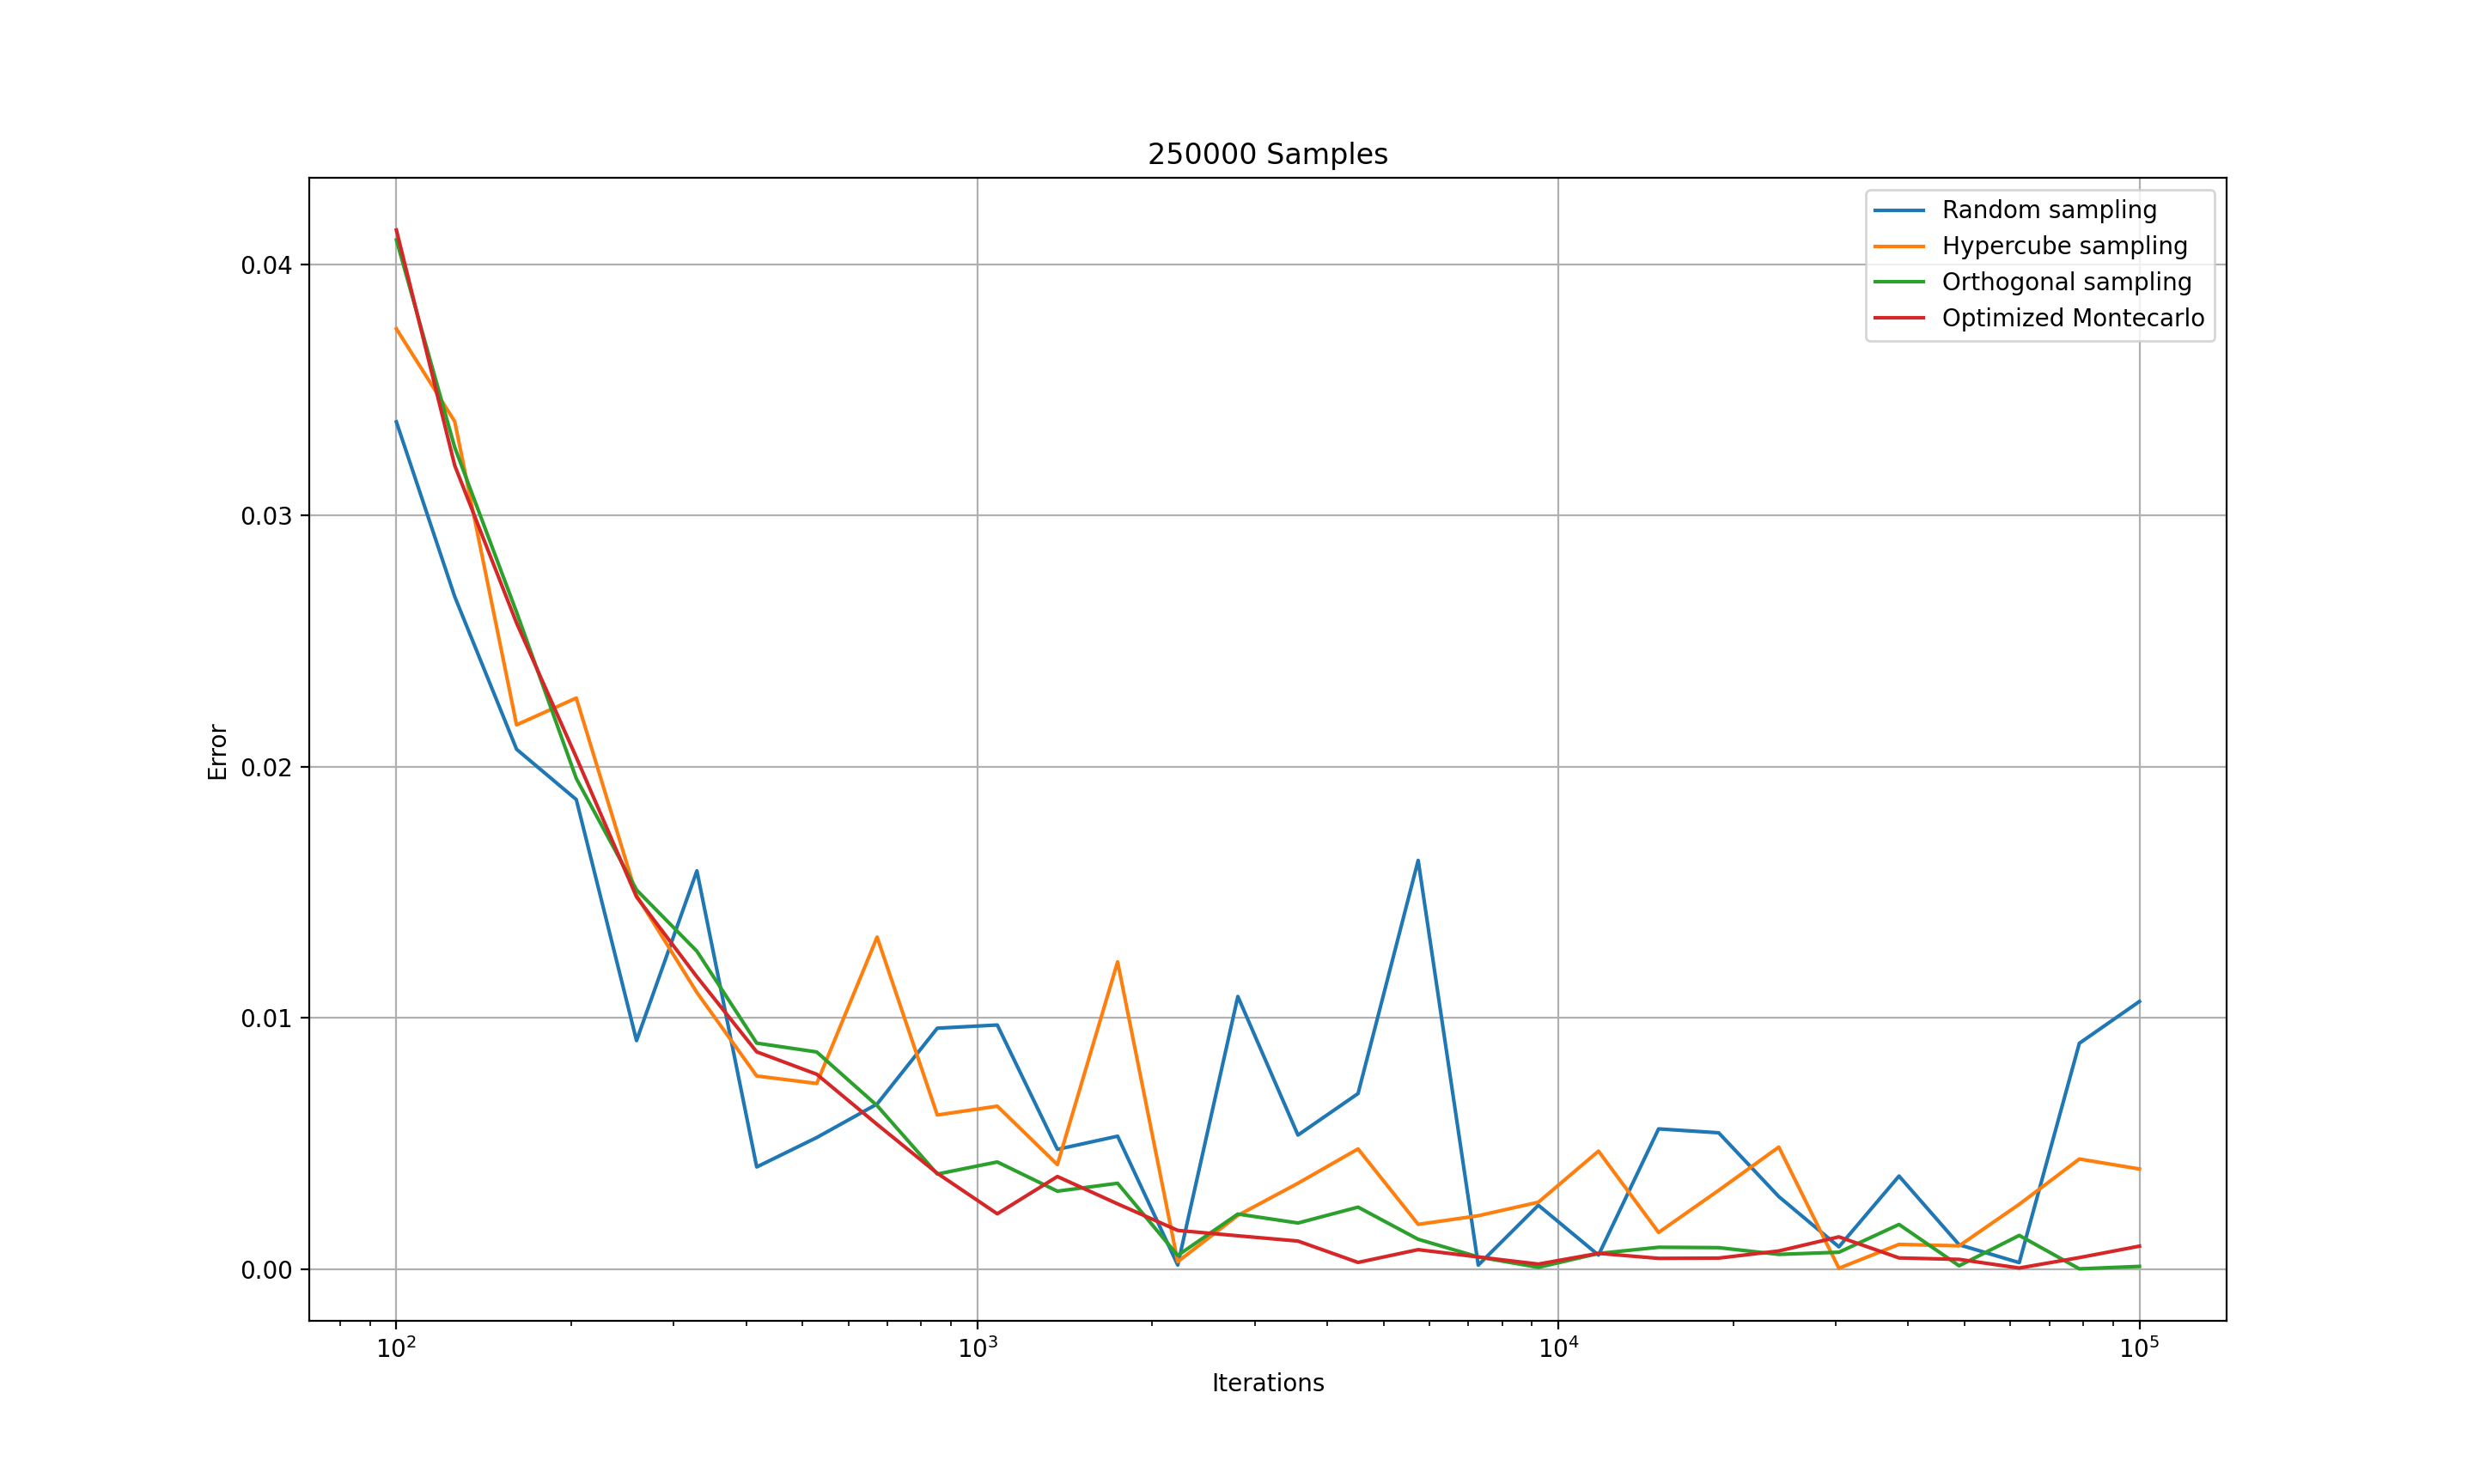 250000 Samples
Random sampling
Hypercube sampling
Orthogonal sampling
Optimized Montecarlo
Error
0.04
0.03
0.02
0.01
0.00
10²
10³
10⁴
10⁵
Iterations